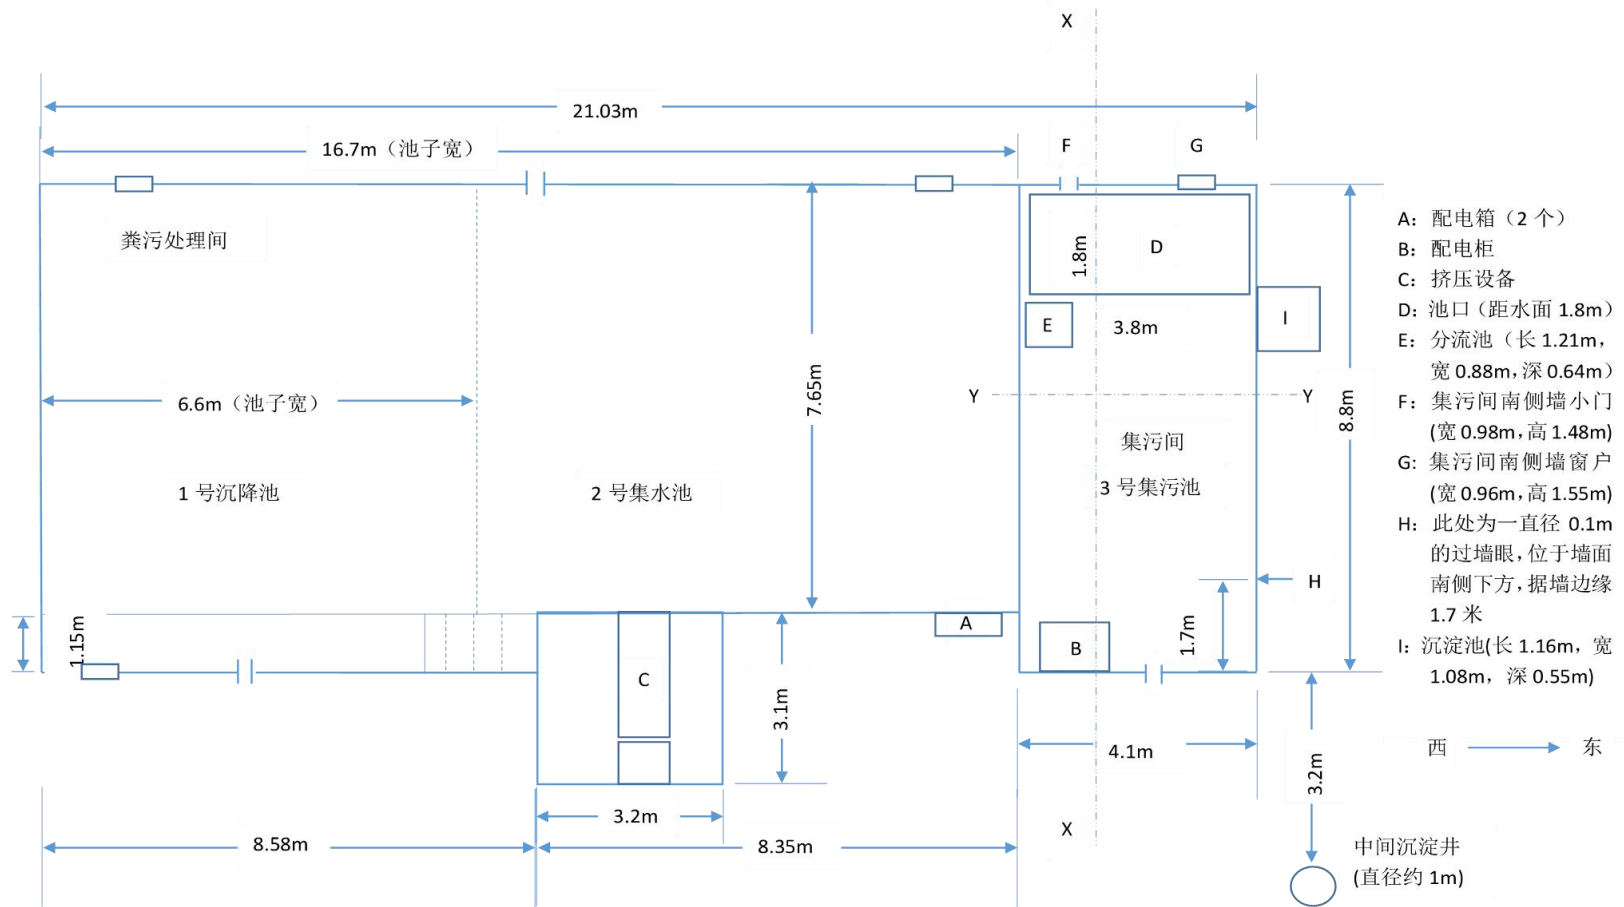 X
21.03m
16.7m（池子宽）
F
G
粪污处理间
1.8m
D
E
3.8m
I
7.65m
6.6m（池子宽）
Y
Y
8.8m
集污间
1 号沉降池
2 号集水池
3 号集污池
H
1.15m
A
B
1.7m
C
3.1m
4.1m
3.2m
3.2m
X
8.58m
8.35m
中间沉淀井
(直径约 1m)
A：配电箱（2 个）
B：配电柜
C：挤压设备
D：池口（距水面 1.8m）
E：分流池（长 1.21m，
宽 0.88m，深 0.64m）
F：集污间南侧墙小门
(宽 0.98m，高 1.48m)
G：集污间南侧墙窗户
(宽 0.96m，高 1.55m)
H：此处为一直径 0.1m
的过墙眼，位于墙面
南侧下方，据墙边缘
1.7 米
I：沉淀池(长 1.16m，宽
1.08m，深 0.55m)
西 东